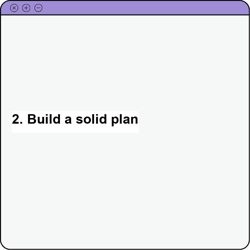 2. Build a solid plan